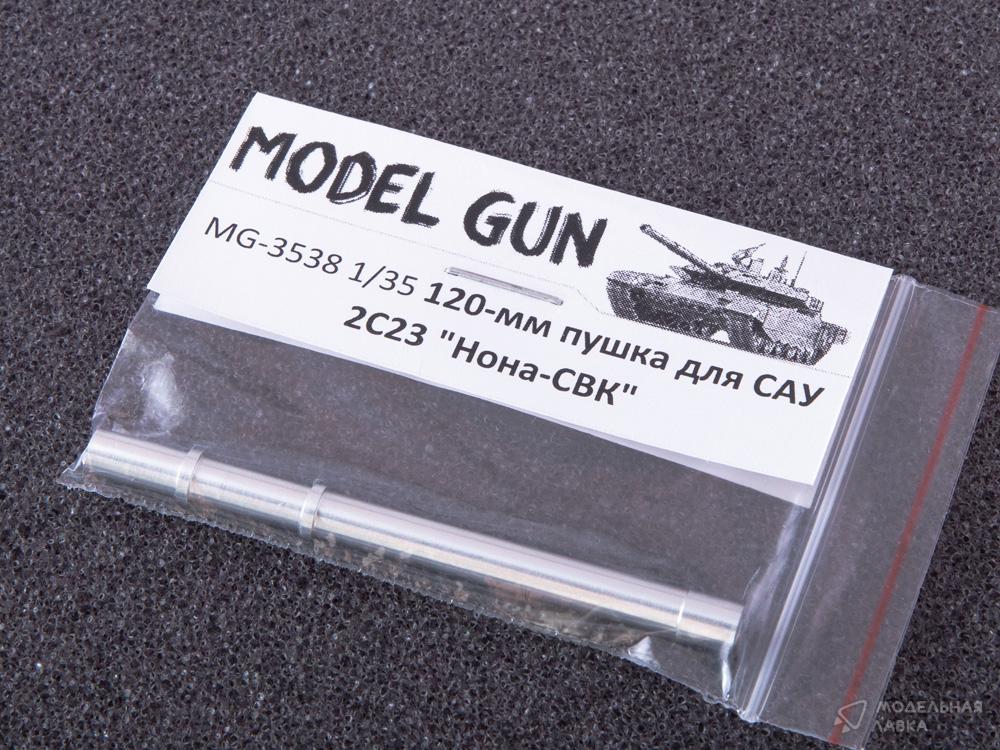 MODEL GUN
MG-3538 1/35 120-мм пушка для САУ
2С23 "Нона-СВК"
МОДЕЛЬНАЯ
ЛАВКА